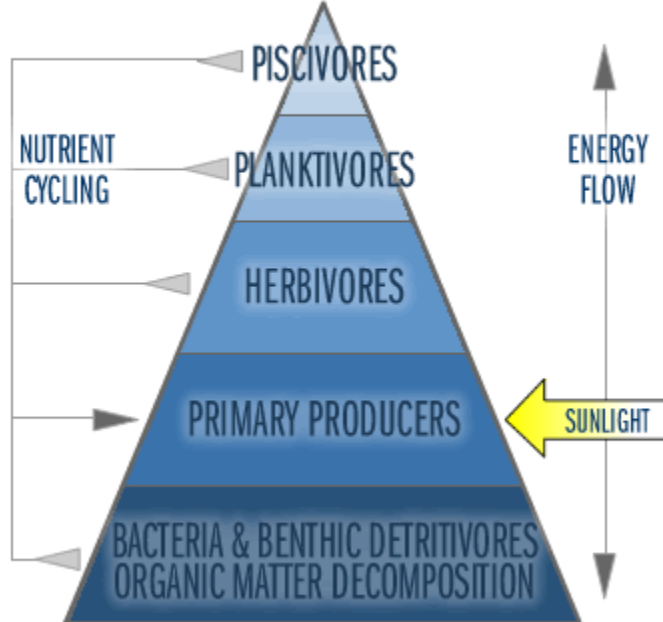 PISCIVORES
NUTRIENT
CYCLING
PLANKTIVORES
ENERGY
FLOW
HERBIVORES
PRIMARY PRODUCERS
SUNLIGHT
BACTERIA & BENTHIC DETRITIVORES
ORGANIC MATTER DECOMPOSITION